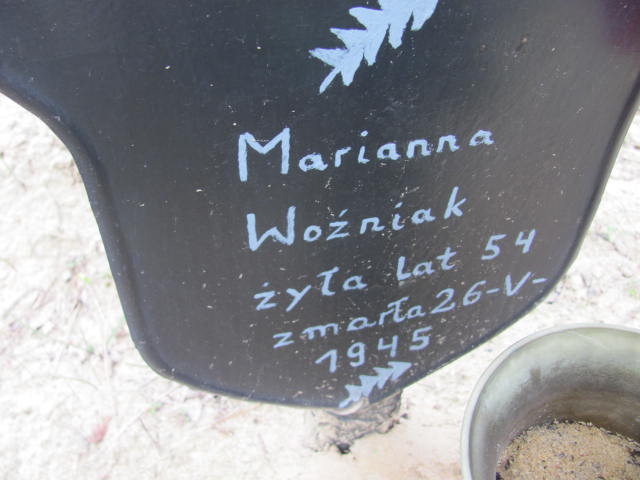 Marianna
Woźniak
żyła lat 54
zmarła 26-V-
1945